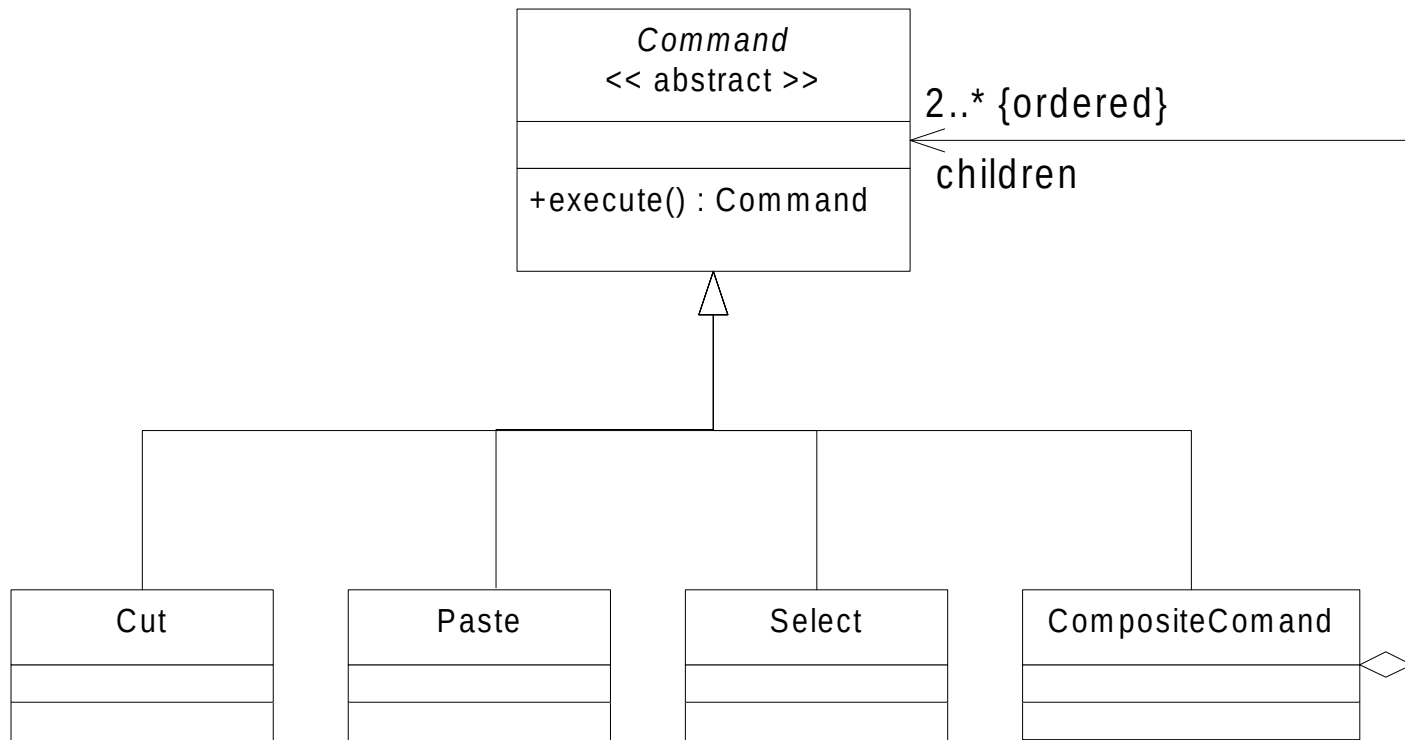 Command
<< abstract >>
2..* {ordered}
children
+execute() : Command
Cut
Paste
Select
CompositeComand